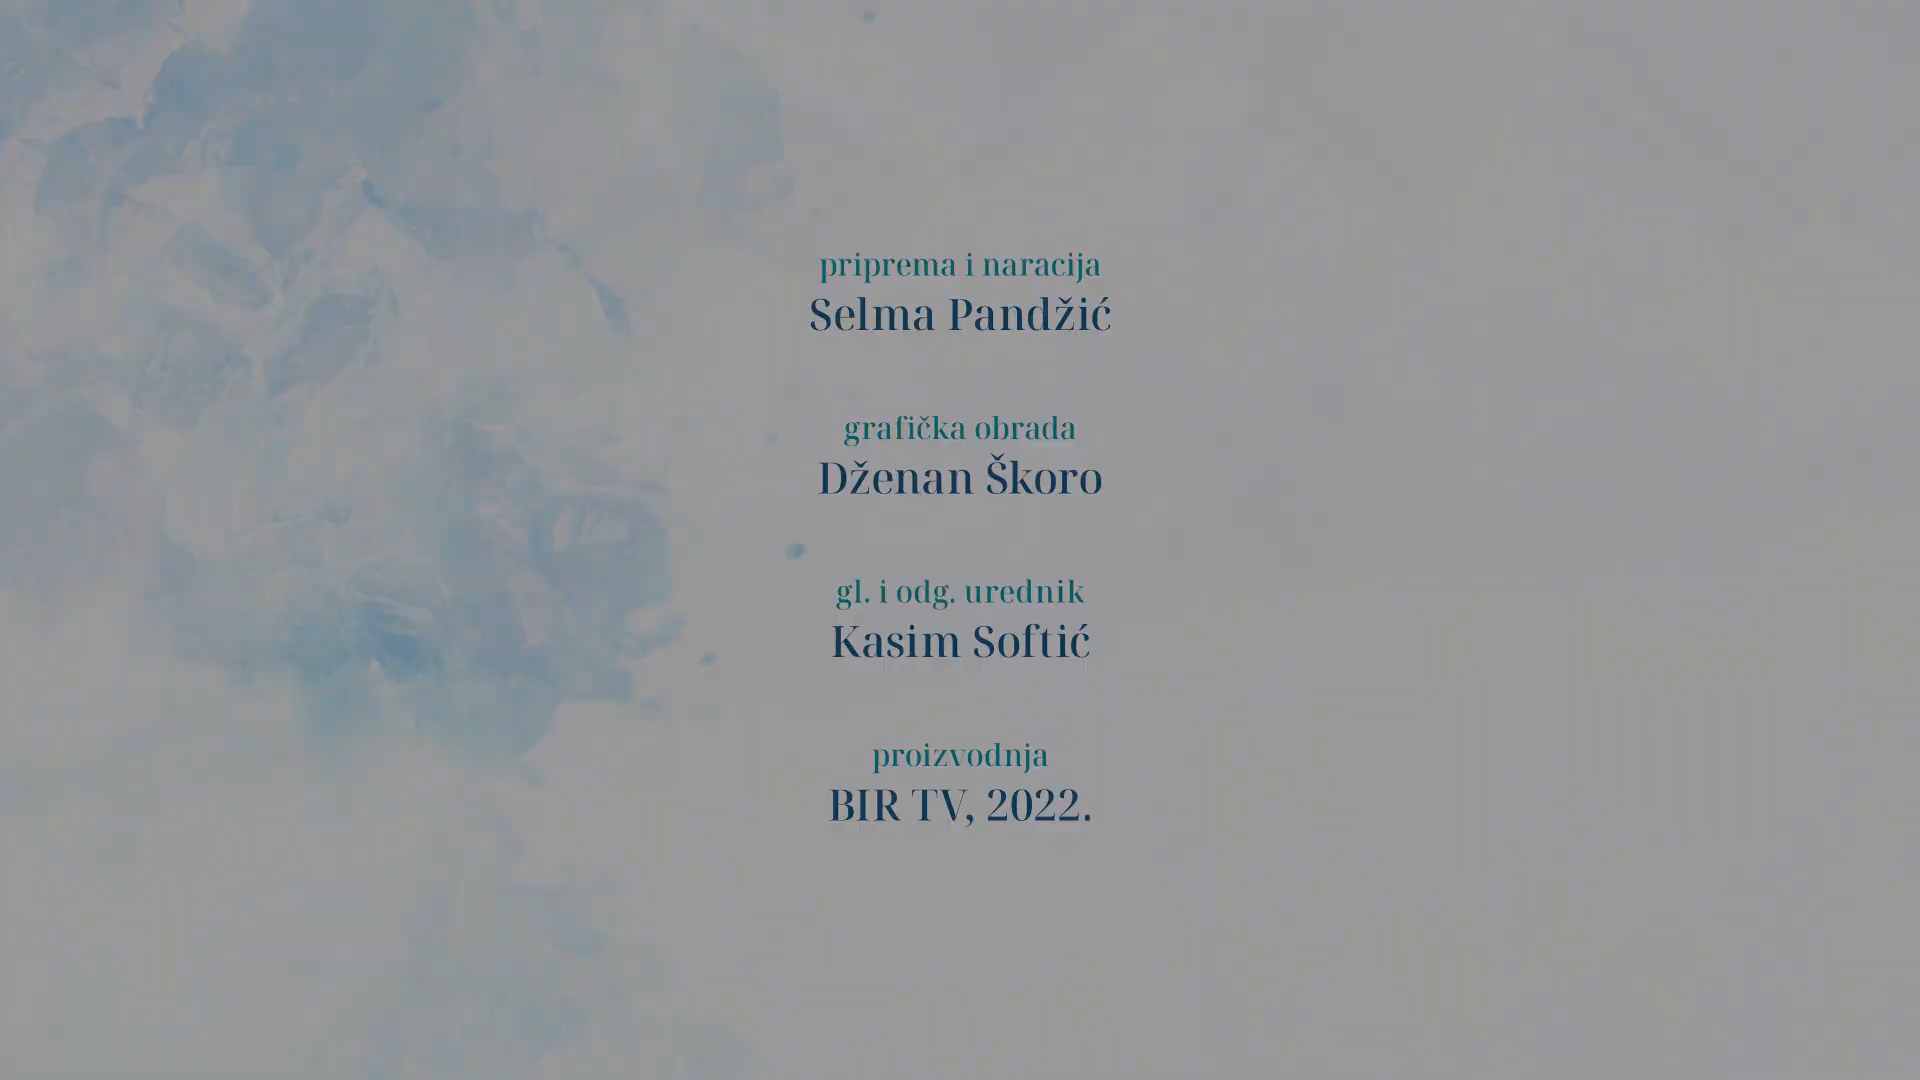 priprema i naracija
Selma Pandžić
grafička obrada
Dženan Škoro
gl. i odg. urednik
Kasim Softić
proizvodnja
BIR TV, 2022.